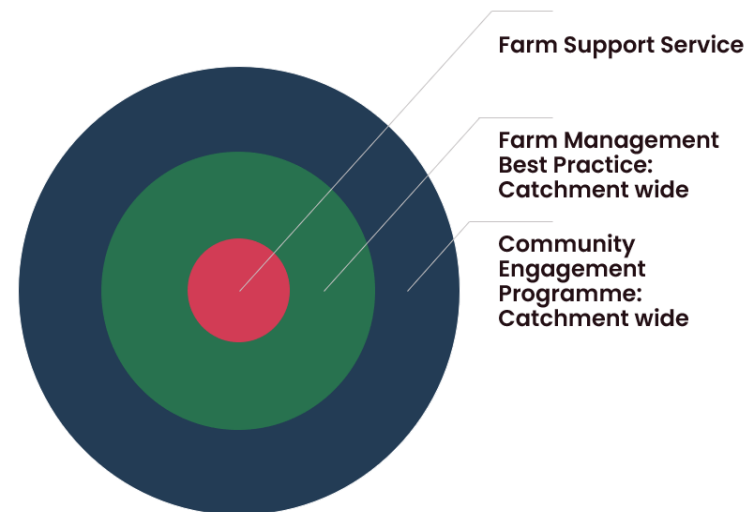 Farm Support Service
Farm Management
Best Practice:
Catchment wide
Community
Engagement
Programme:
Catchment wide